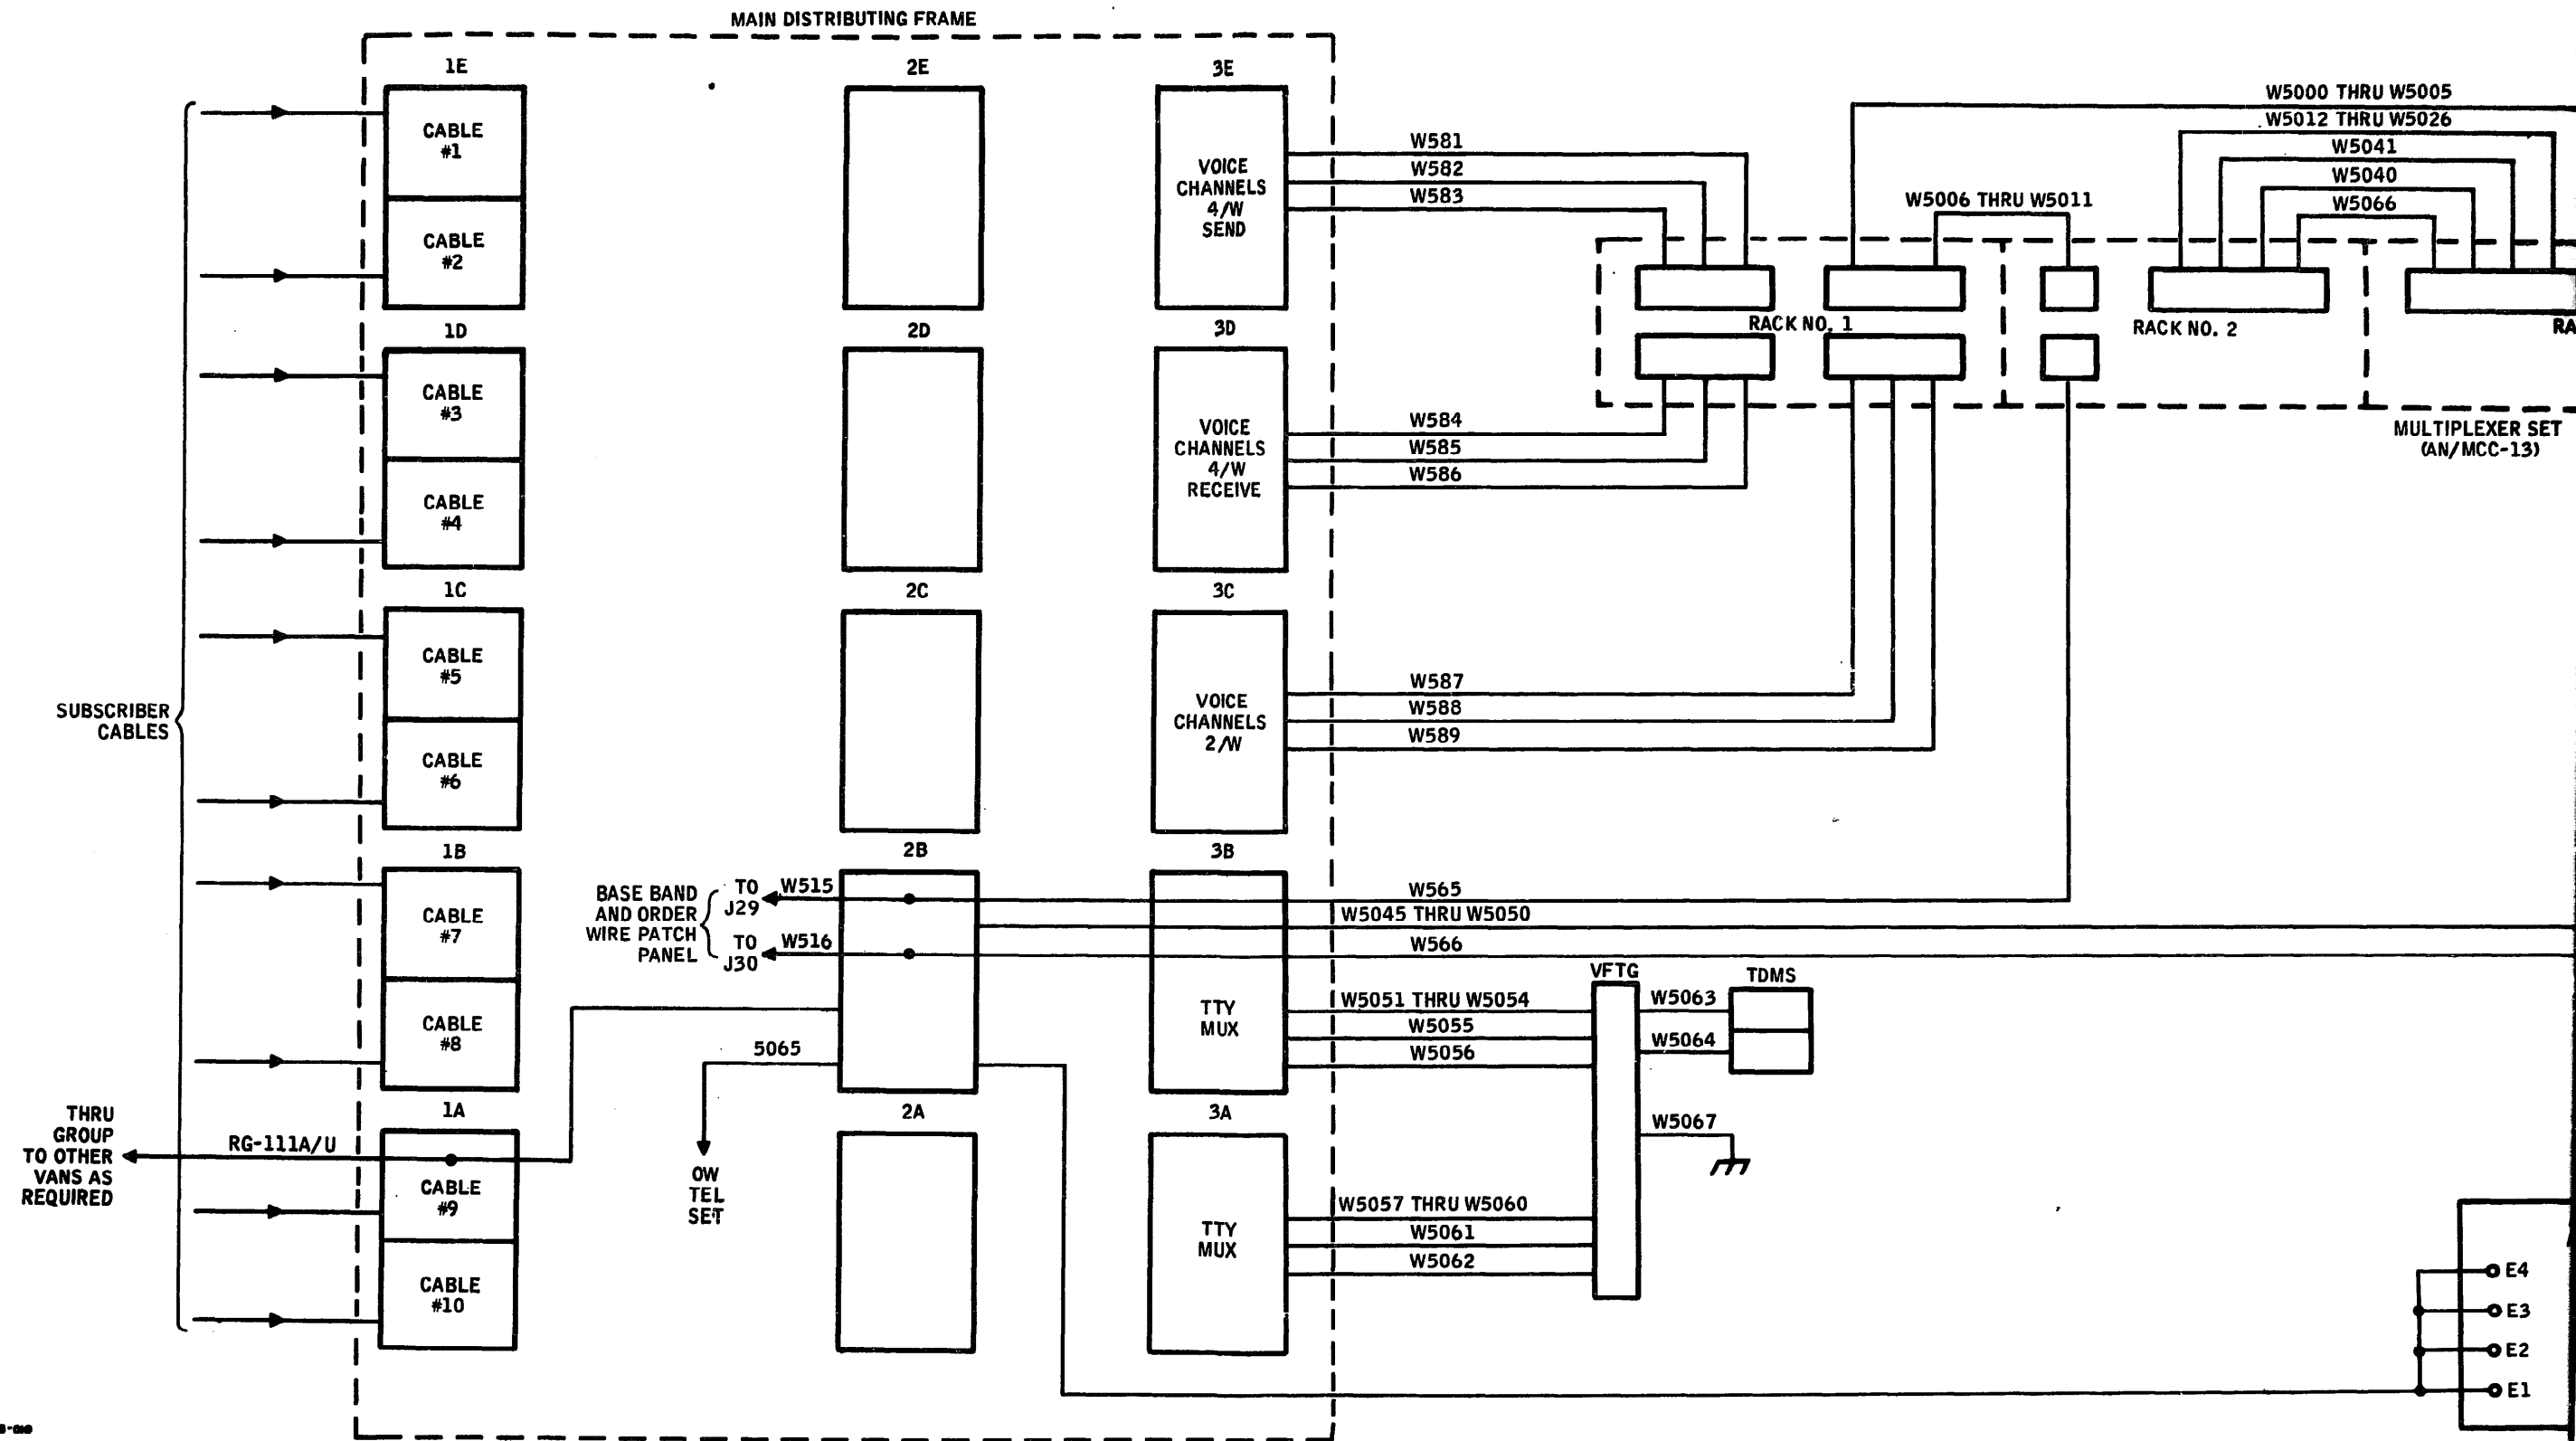 MAIN DISTRIBUTING FRAME
1E
2E
3E
CABLE
#1
CABLE
#2
VOICE
CHANNELS
4/W
SEND
W581
W582
W583
W5000 THRU W5005
W5012 THRU W5026
W5041
W5040
W5066
W5006 THRU W5011
RACK NO. 1
RACK NO. 2
RA
MULTIPLEXER SET
(AN/MCC-13)
1D
2D
3D
CABLE
#3
CABLE
#4
VOICE
CHANNELS
4/W
RECEIVE
W584
W585
W586
1C
2C
3C
CABLE
#5
CABLE
#6
VOICE
CHANNELS
2/W
W587
W588
W589
SUBSCRIBER
CABLES
1B
2B
3B
CABLE
#7
CABLE
#8
BASE BAND
AND ORDER
WIRE PATCH
PANEL
TO
J29
W515
TO
J30
W516
W565
W5045 THRU W5050
W566
TTY
MUX
W5051 THRU W5054
W5055
W5056
VFTG
TDMS
W5063
W5064
W5067
5065
OW
TEL
SET
1A
2A
3A
THRU
GROUP
TO OTHER
VANS AS
REQUIRED
RG-111A/U
CABLE
#9
CABLE
#10
TTY
MUX
W5057 THRU W5060
W5061
W5062
E4
E3
E2
E1